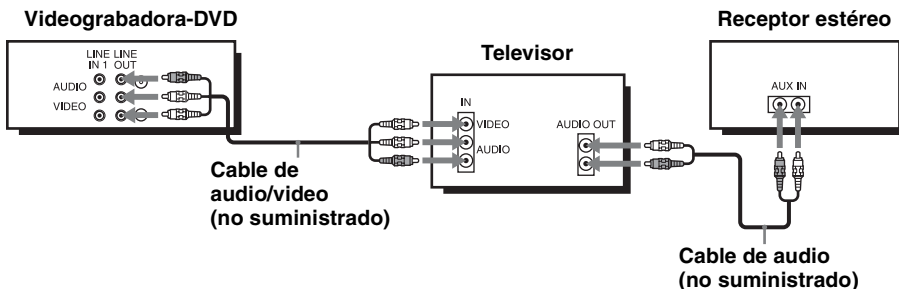 Videograbadora-DVD
LINE LINE
IN 1 OUT
AUDIO
VIDEO
Cable de
audio/video
(no suministrado)
Televisor
IN
VIDEO
AUDIO
AUDIO OUT
Receptor estéreo
AUX IN
Cable de audio
(no suministrado)